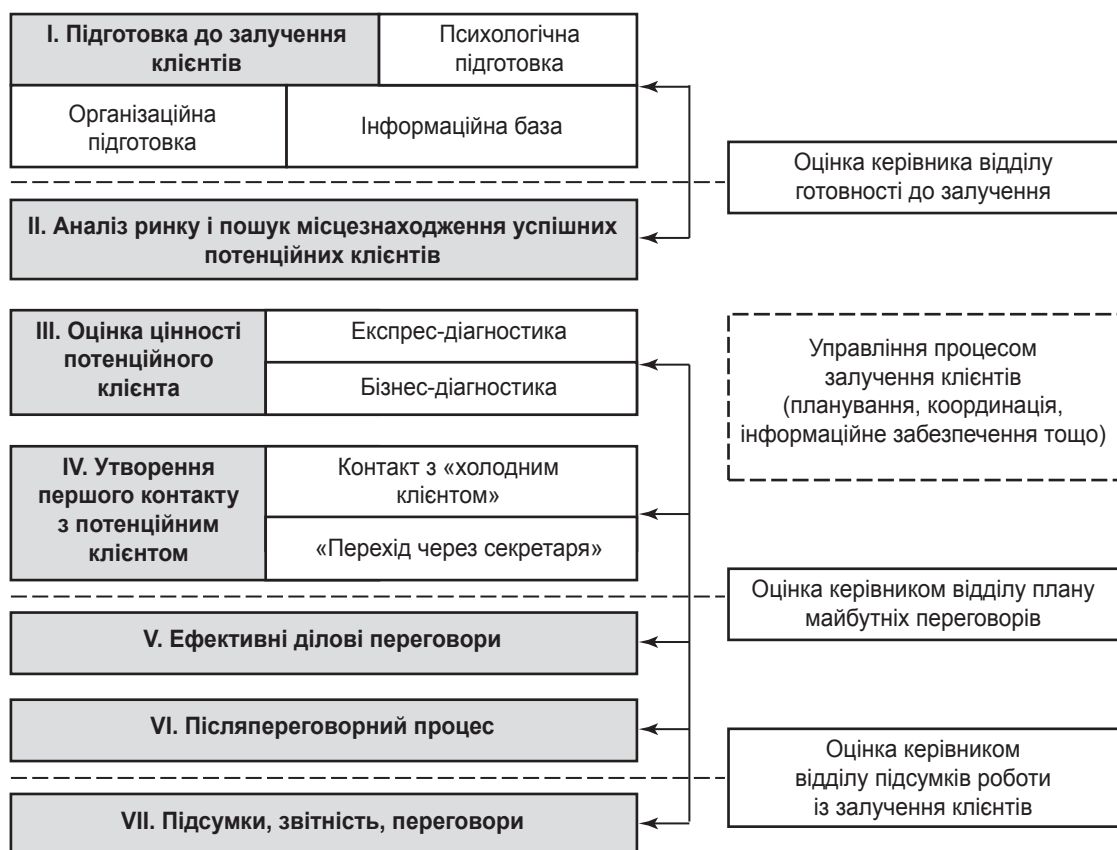 І. Підготовка до залучення
клієнтів
Психологічна
підготовка
Організаційна
підготовка
Інформаційна база
Оцінка керівника відділу
готовності до залучення
ІІ. Аналіз ринку і пошук місцезнаходження успішних
потенційних клієнтів
ІІІ. Оцінка цінності
потенційного
клієнта
Експрес-діагностика
Бізнес-діагностика
Управління процесом
залучення клієнтів
(планування, координація,
інформаційне забезпечення тощо)
IV. Утворення
першого контакту
з потенційним
клієнтом
Контакт з «холодним
клієнтом»
«Перехід через секретаря»
Оцінка керівником відділу плану
майбутніх переговорів
V. Ефективні ділові переговори
VI. Післяпереговорний процес
Оцінка керівником
відділу підсумків роботи
із залучення клієнтів
VII. Підсумки, звітність, переговори